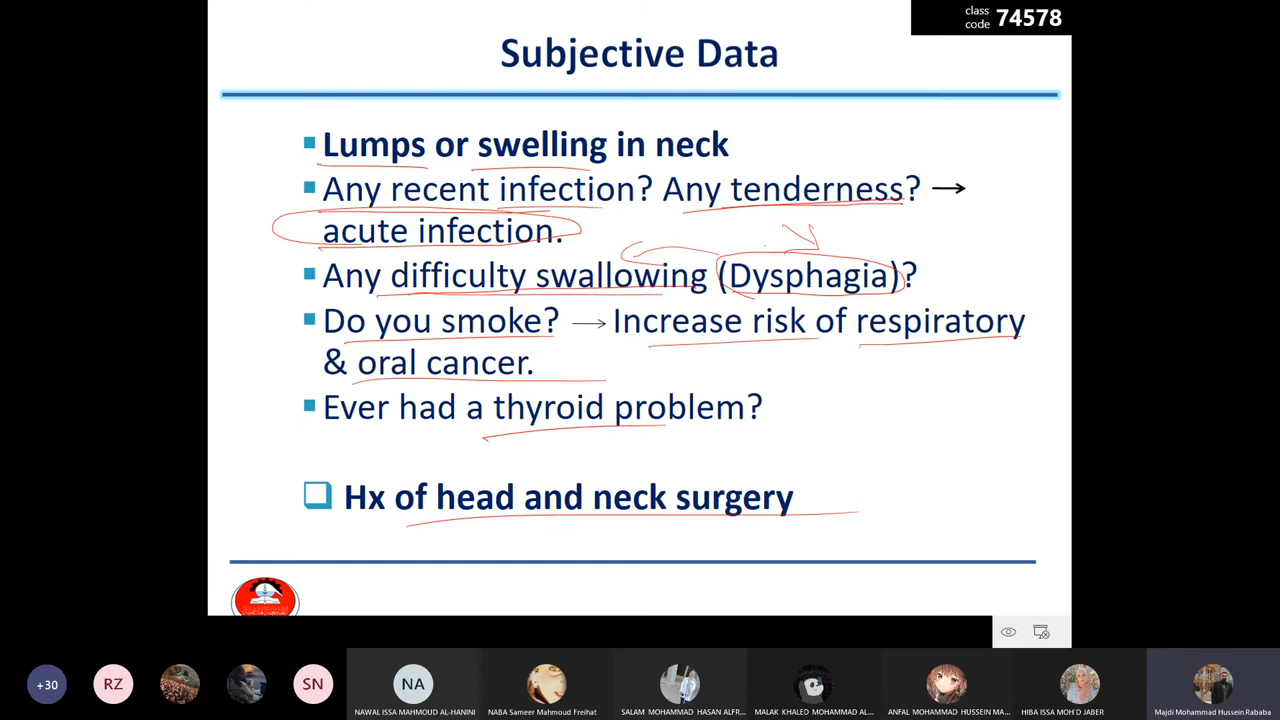 class
code 74578
Subjective Data
Lumps or swelling in neck
Any recent infection? Any tenderness? →
acute infection.
Any difficulty swallowing (Dysphagia)?
Do you smoke? → Increase risk of respiratory
& oral cancer.
Ever had a thyroid problem?
Hx of head and neck surgery
+30
RZ
SN
NA
NAWAL ISSA MAHMOUD AL-HANINI
NABA Sameer Mahmoud Freihat
SALAM MOHAMMAD HASAN ALFR...
MALAK KHALED MOHAMMAD AL...
ANFAL MOHAMMAD HUSSEIN MA...
HIBA ISSA MOH'D JABER
Majdi Mohammad Hussein Rababa